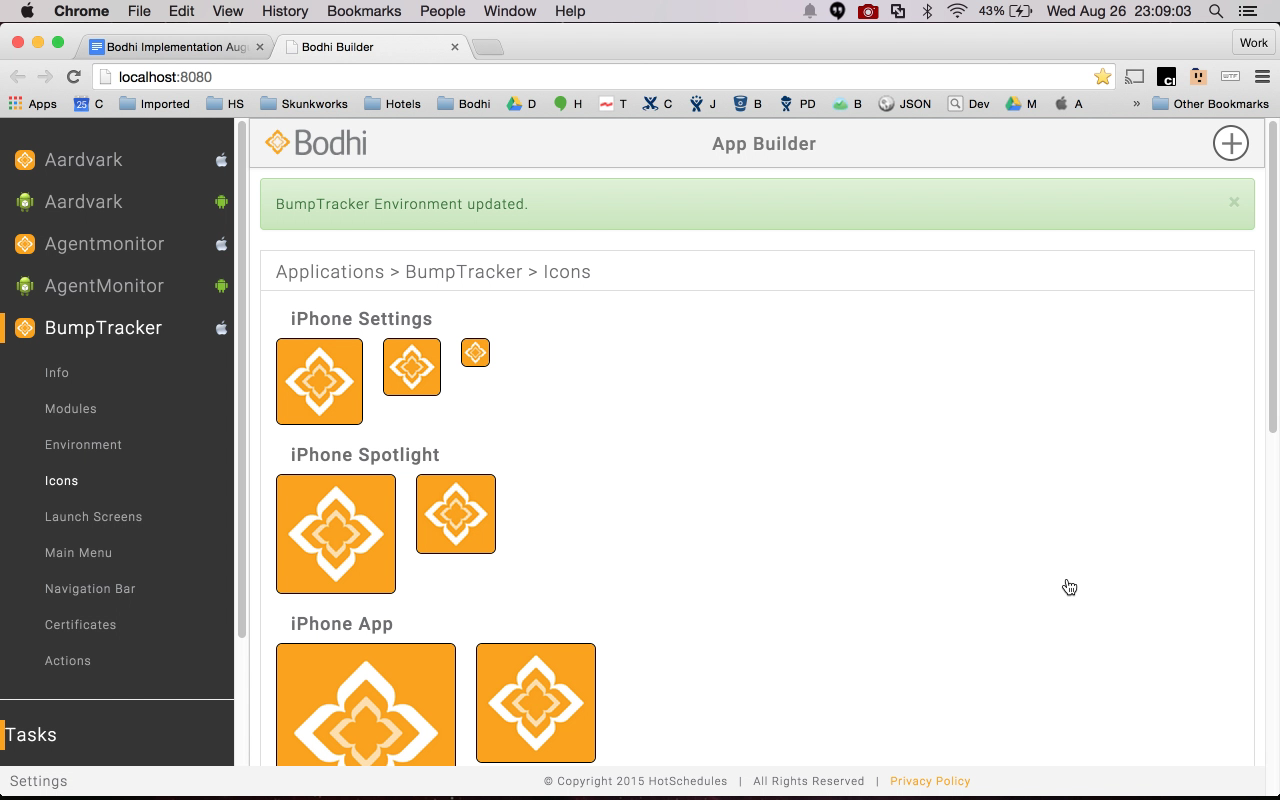 Chrome File Edit View History Bookmarks People Window Help 43% Wed Aug 26 23:09:03
Bodhi Implementation Aug × Bodhi Builder × Work
localhost:8080
Apps 25 C Imported HS Skunkworks Hotels Bodhi D H T C J B PD B JSON Dev M A » Other Bookmarks
Bodhi App Builder
BumpTracker Environment updated. ×
Applications > BumpTracker > Icons
Aardvark
Aardvark
Agentmonitor
AgentMonitor
BumpTracker
Info
Modules
Environment
Icons
Launch Screens
Main Menu
Navigation Bar
Certificates
Actions
Tasks
iPhone Settings
iPhone Spotlight
iPhone App
Settings © Copyright 2015 HotSchedules | All Rights Reserved | Privacy Policy